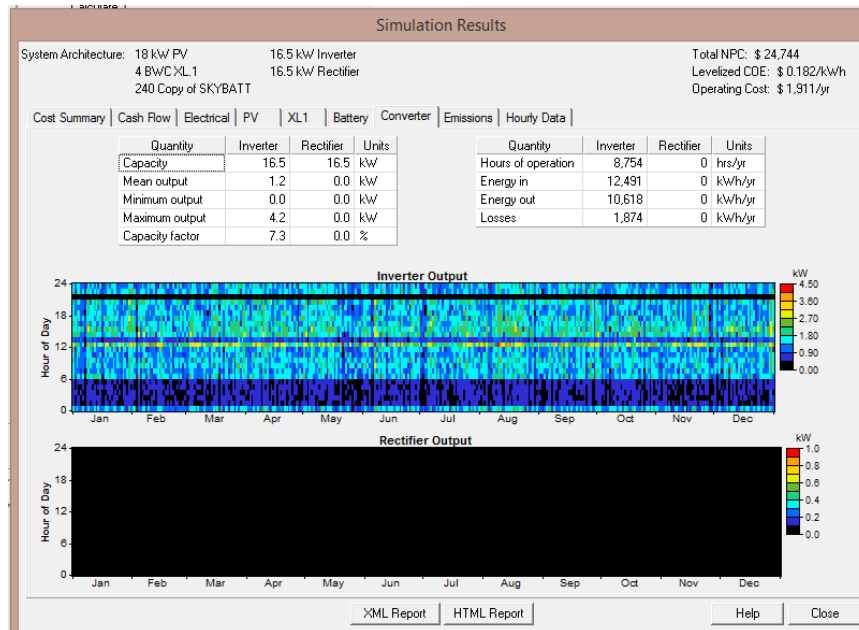 Calculate
Simulation Results
System Architecture: 18 kW PV 16.5 kW Inverter Total NPC: $ 24,744
4 BWC XL.1 16.5 kW Rectifier Levelized COE: $ 0.182/kWh
240 Copy of SKYBATT Operating Cost: $ 1,911/yr
Cost Summary Cash Flow Electrical PV XL1 Battery Converter Emissions Hourly Data
Quantity Inverter Rectifier Units
Capacity 16.5 16.5 kW
Mean output 1.2 0.0 kW
Minimum output 0.0 0.0 kW
Maximum output 4.2 0.0 kW
Capacity factor 7.3 0.0 %
Quantity Inverter Rectifier Units
Hours of operation 8,754 0 hrs/yr
Energy in 12,491 0 kWh/yr
Energy out 10,618 0 kWh/yr
Losses 1,874 0 kWh/yr
Inverter Output
Hour of Day
24
18
12
6
0
Jan Feb Mar Apr May Jun Jul Aug Sep Oct Nov Dec
kW
4.50
3.60
2.70
1.80
0.90
0.00
Rectifier Output
Hour of Day
24
18
12
6
0
Jan Feb Mar Apr May Jun Jul Aug Sep Oct Nov Dec
kW
1.0
0.8
0.6
0.4
0.2
0.0
XML Report HTML Report Help Close